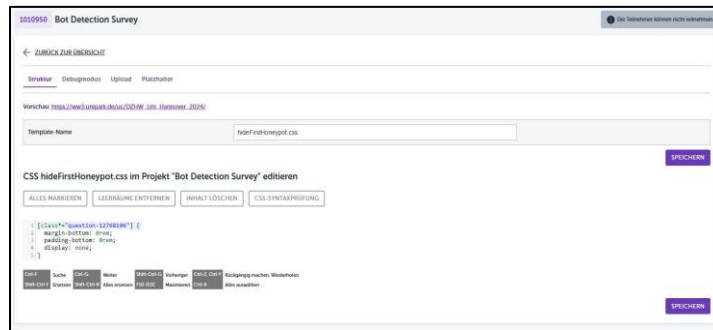 1010950 Bot Detection Survey
Die Teilnehmer können nicht teilnehmen
← ZURÜCK ZUR ÜBERSICHT
Struktur Debugmodus Upload Platzhalter
Vorschau https://ww3.unipark.de/uc/DZHW_Uni_Hannover_2024/
Template-Name hideFirstHoneypot.css
SPEICHERN
CSS hideFirstHoneypot.css im Projekt "Bot Detection Survey" editieren
ALLES MARKIEREN LEERRÄUME ENTFERNEN INHALT LÖSCHEN CSS-SYNTAXPRÜFUNG
1 [class*="question-12768100"] {
2 margin-bottom: 0rem;
3 padding-bottom: 0rem;
4 display: none;
5 }
Ctrl-F Suche Ctrl-G Weiter Shift-Ctrl-G Vorheriger Ctrl-Z, Ctrl-Y Rückgängig machen, Wiederholen
Shift-Ctrl-F Ersetzen Shift-Ctrl-R Alles ersetzen F10/ESC Maximieren Ctrl-A Alles auswählen
SPEICHERN